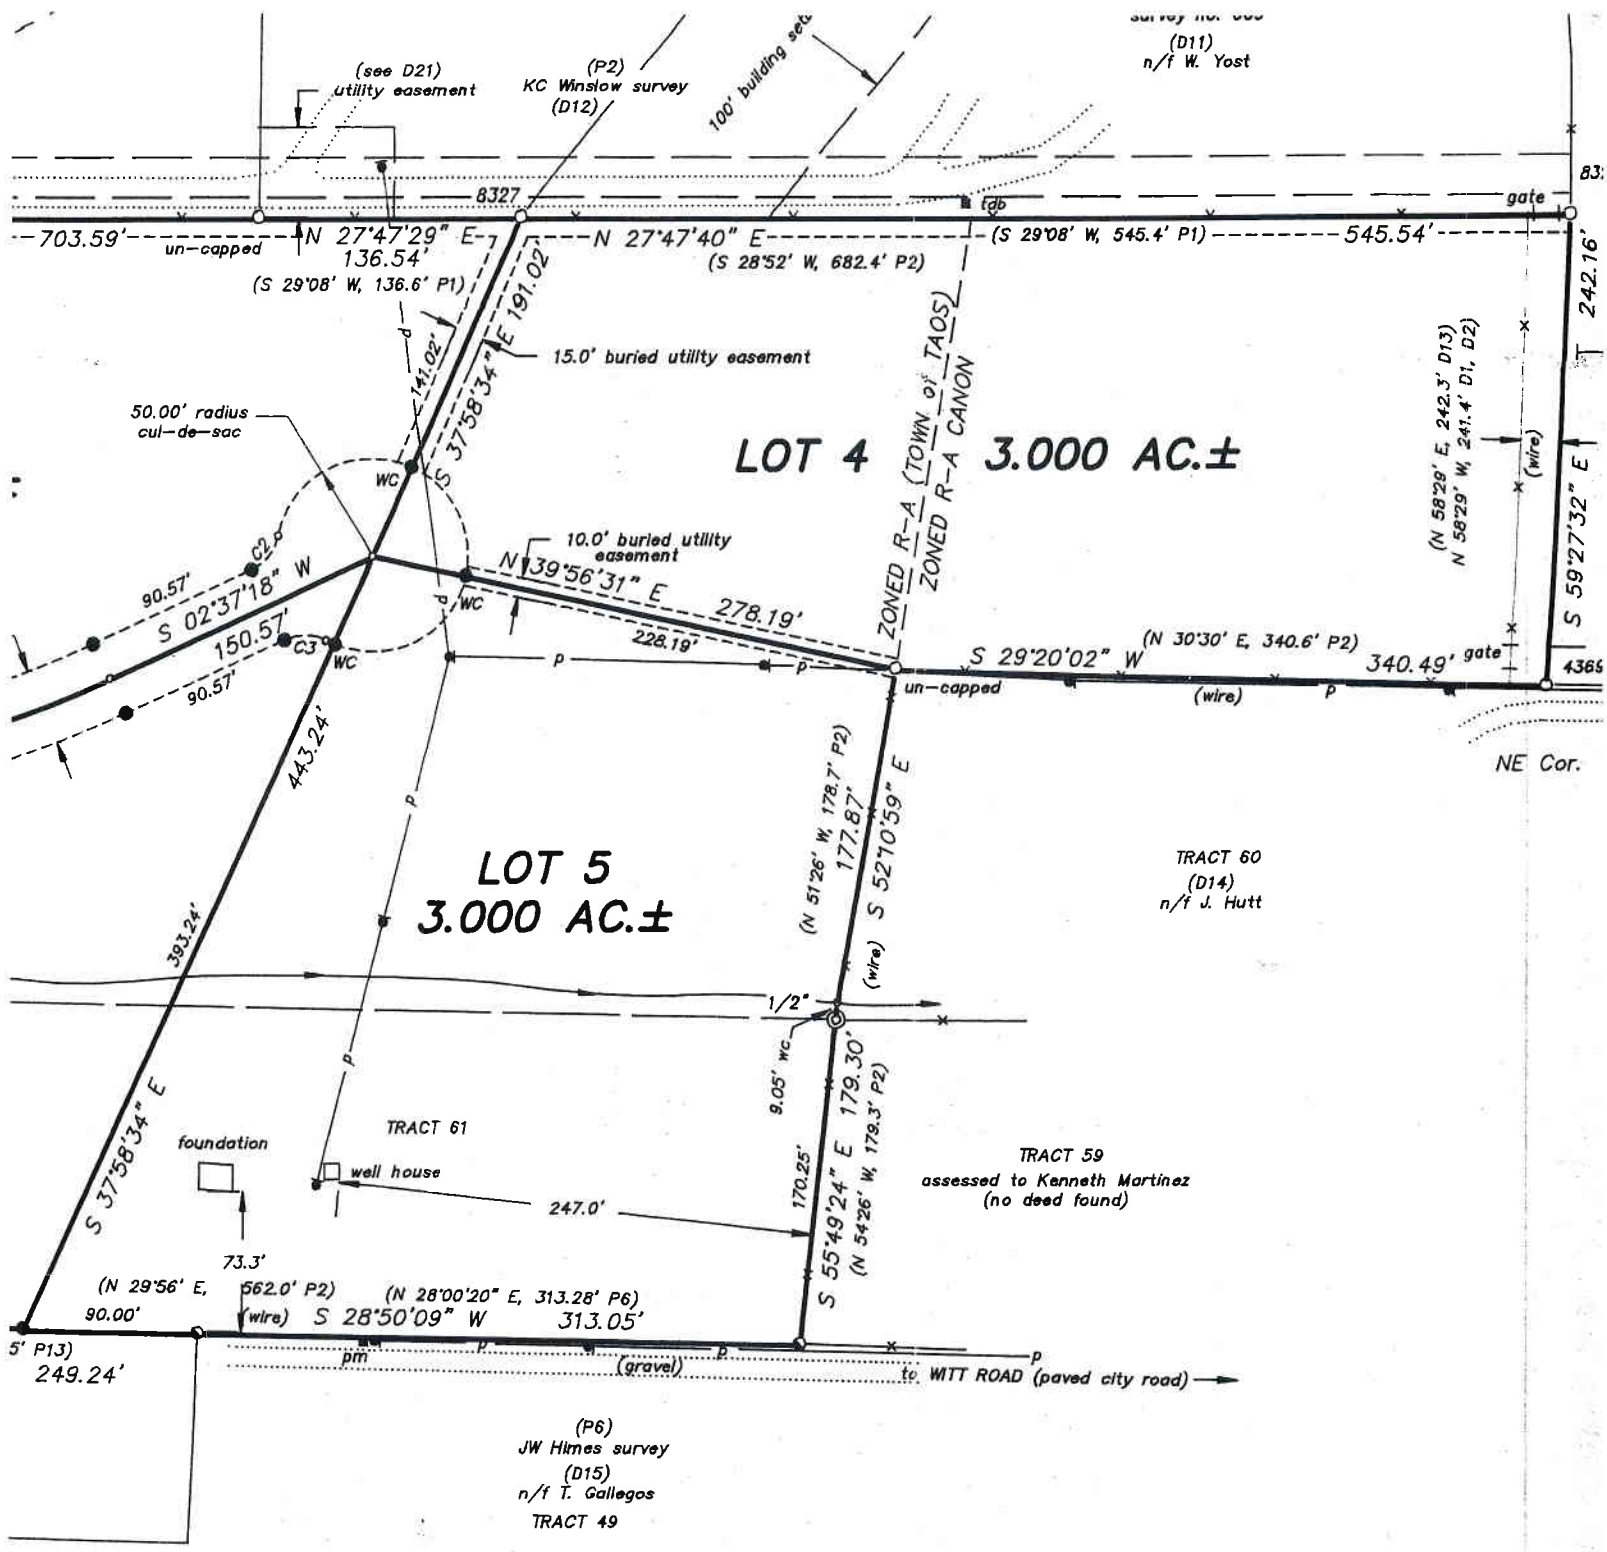 (D11)
n/f W. Yost
(see D21)
utility easement
(P2)
KC Winslow survey
(D12)
8327
tdb
gate
703.59'
un-capped
N 27°47'29" E
136.54'
(S 29°08' W, 136.6' P1)
N 27°47'40" E
(S 28°52' W, 682.4' P2)
(S 29°08' W, 545.4' P1)
545.54'
242.16'
141.02'
S 37°58'34" E 191.02'
15.0' buried utility easement
50.00' radius
cul-de-sac
WC
LOT 4 3.000 AC.±
ZONED R-A (TOWN of TAOS)
ZONED R-A CANON
(N 58°29' E, 242.3' D13)
N 58°29' W, 241.4' D1, D2)
(wire)
S 59°27'32" E
C2
90.57'
S 02°37'18" W
150.57'
90.57'
C3
WC
10.0' buried utility
easement
WC
N 39°56'31" E
278.19'
228.19'
P
P
P
P
un-capped
S 29°20'02" W
(N 30°30' E, 340.6' P2)
340.49'
gate
4369
(wire)
P
NE Cor.
443.24'
P
(N 51°26' W, 178.7' P2)
177.87'
(wire) S 52°10'59" E
LOT 5
3.000 AC.±
TRACT 60
(D14)
n/f J. Hutt
393.24'
1/2"
P
9.05' wc
S 55°49'24" E 179.30'
(N 54°26' W, 179.3' P2)
170.25'
S 37°58'34" E
foundation
TRACT 61
well house
247.0'
TRACT 59
assessed to Kenneth Martinez
(no deed found)
73.3'
(N 29°56' E, 562.0' P2)
(N 28°00'20" E, 313.28' P6)
90.00'
(wire) S 28°50'09" W 313.05'
5' P13)
249.24'
pm
P
(gravel)
P
P
to WITT ROAD (paved city road)
(P6)
JW Himes survey
(D15)
n/f T. Gallegos
TRACT 49